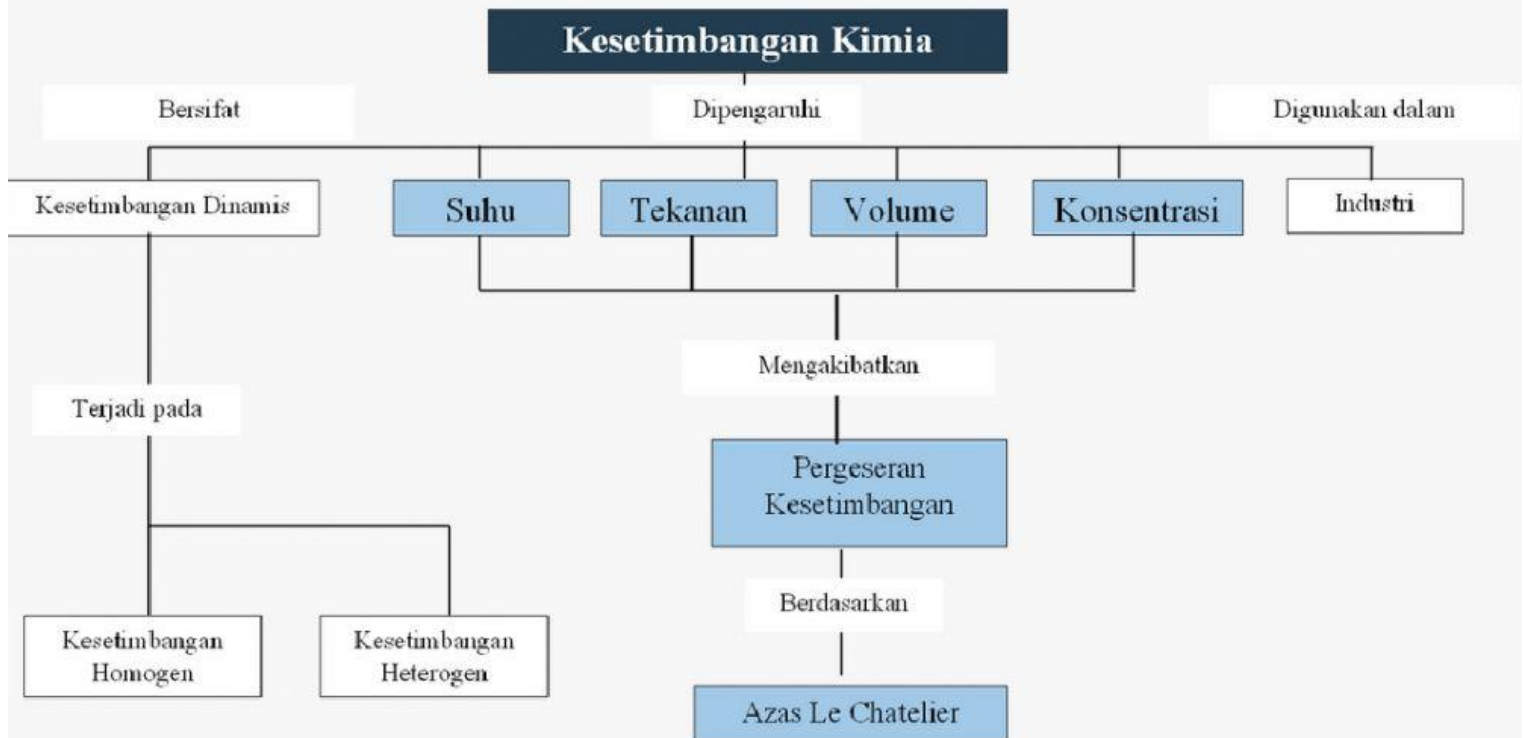 Kesetimbangan Kimia
Bersifat
Dipengaruhi
Digunakan dalam
Kesetimbangan Dinamis
Suhu
Tekanan
Volume
Konsentrasi
Industri
Mengakibatkan
Terjadi pada
Pergeseran
Kesetimbangan
Berdasarkan
Kesetimbangan
Homogen
Kesetimbangan
Heterogen
Azas Le Chatelier